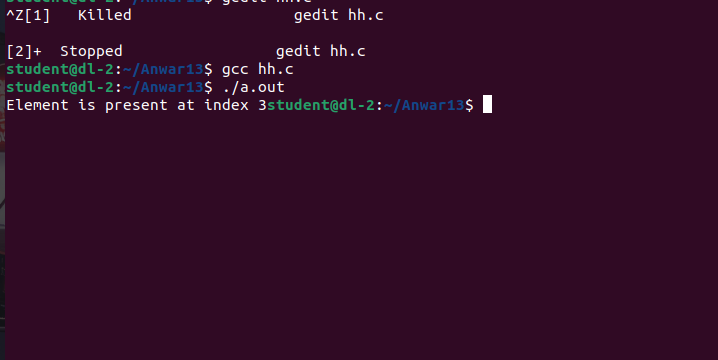 ^Z[1]   Killed                  gedit hh.c

[2]+  Stopped                 gedit hh.c
student@dl-2:~/Anwar13$ gcc hh.c
student@dl-2:~/Anwar13$ ./a.out
Element is present at index 3student@dl-2:~/Anwar13$